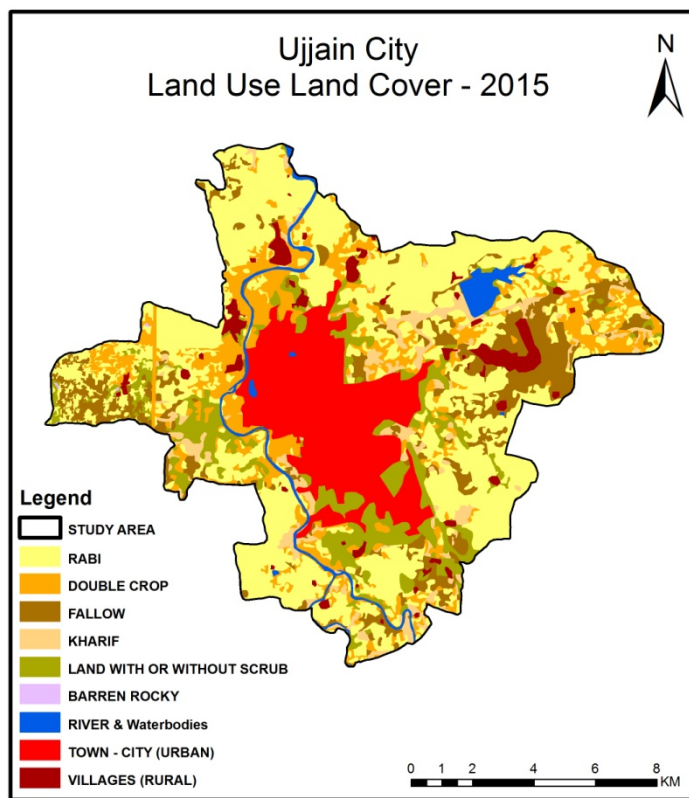 Ujjain City
Land Use Land Cover - 2015
N
Legend
STUDY AREA
RABI
DOUBLE CROP
FALLOW
KHARIF
LAND WITH OR WITHOUT SCRUB
BARREN ROCKY
RIVER & Waterbodies
TOWN - CITY (URBAN)
VILLAGES (RURAL)
0 2 4 6 8
KM